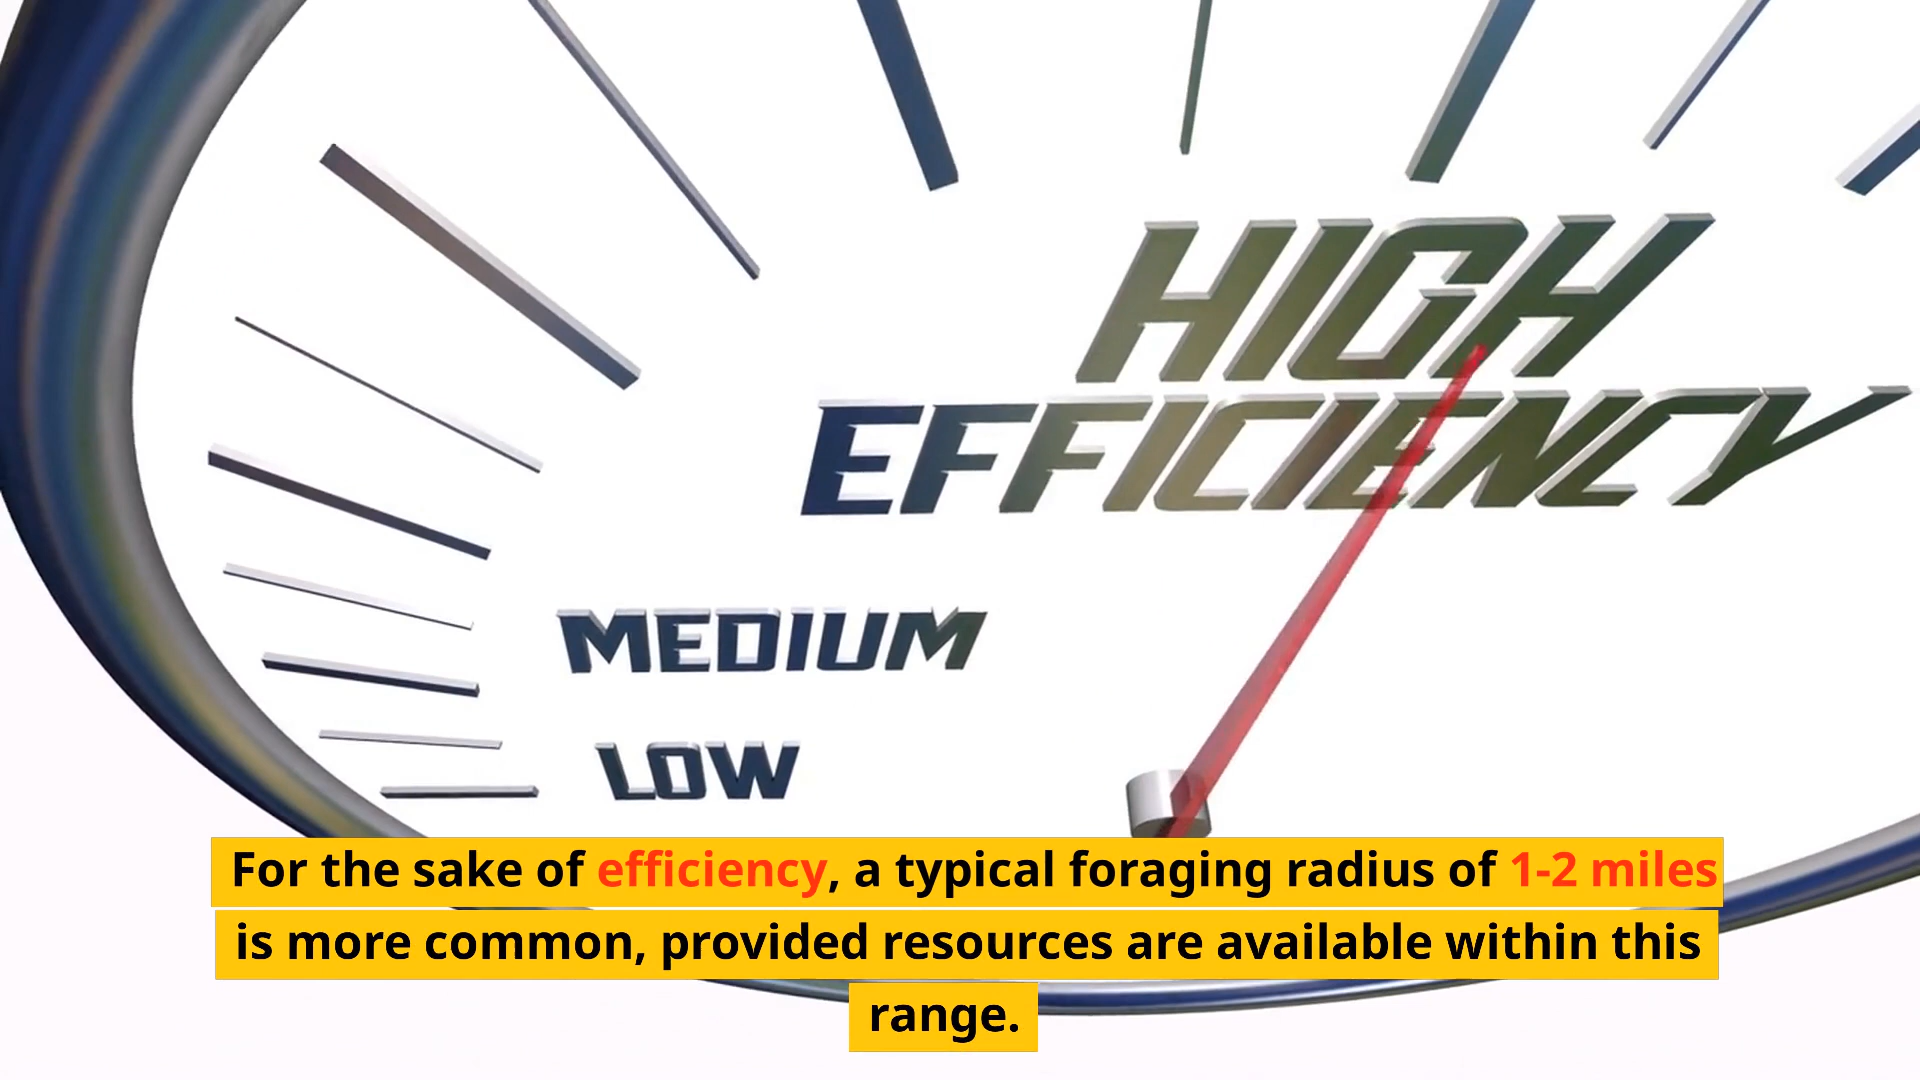 HIGH
EFFICIENCY
MEDIUM
LOW
For the sake of efficiency, a typical foraging radius of 1-2 miles
is more common, provided resources are available within this
range.